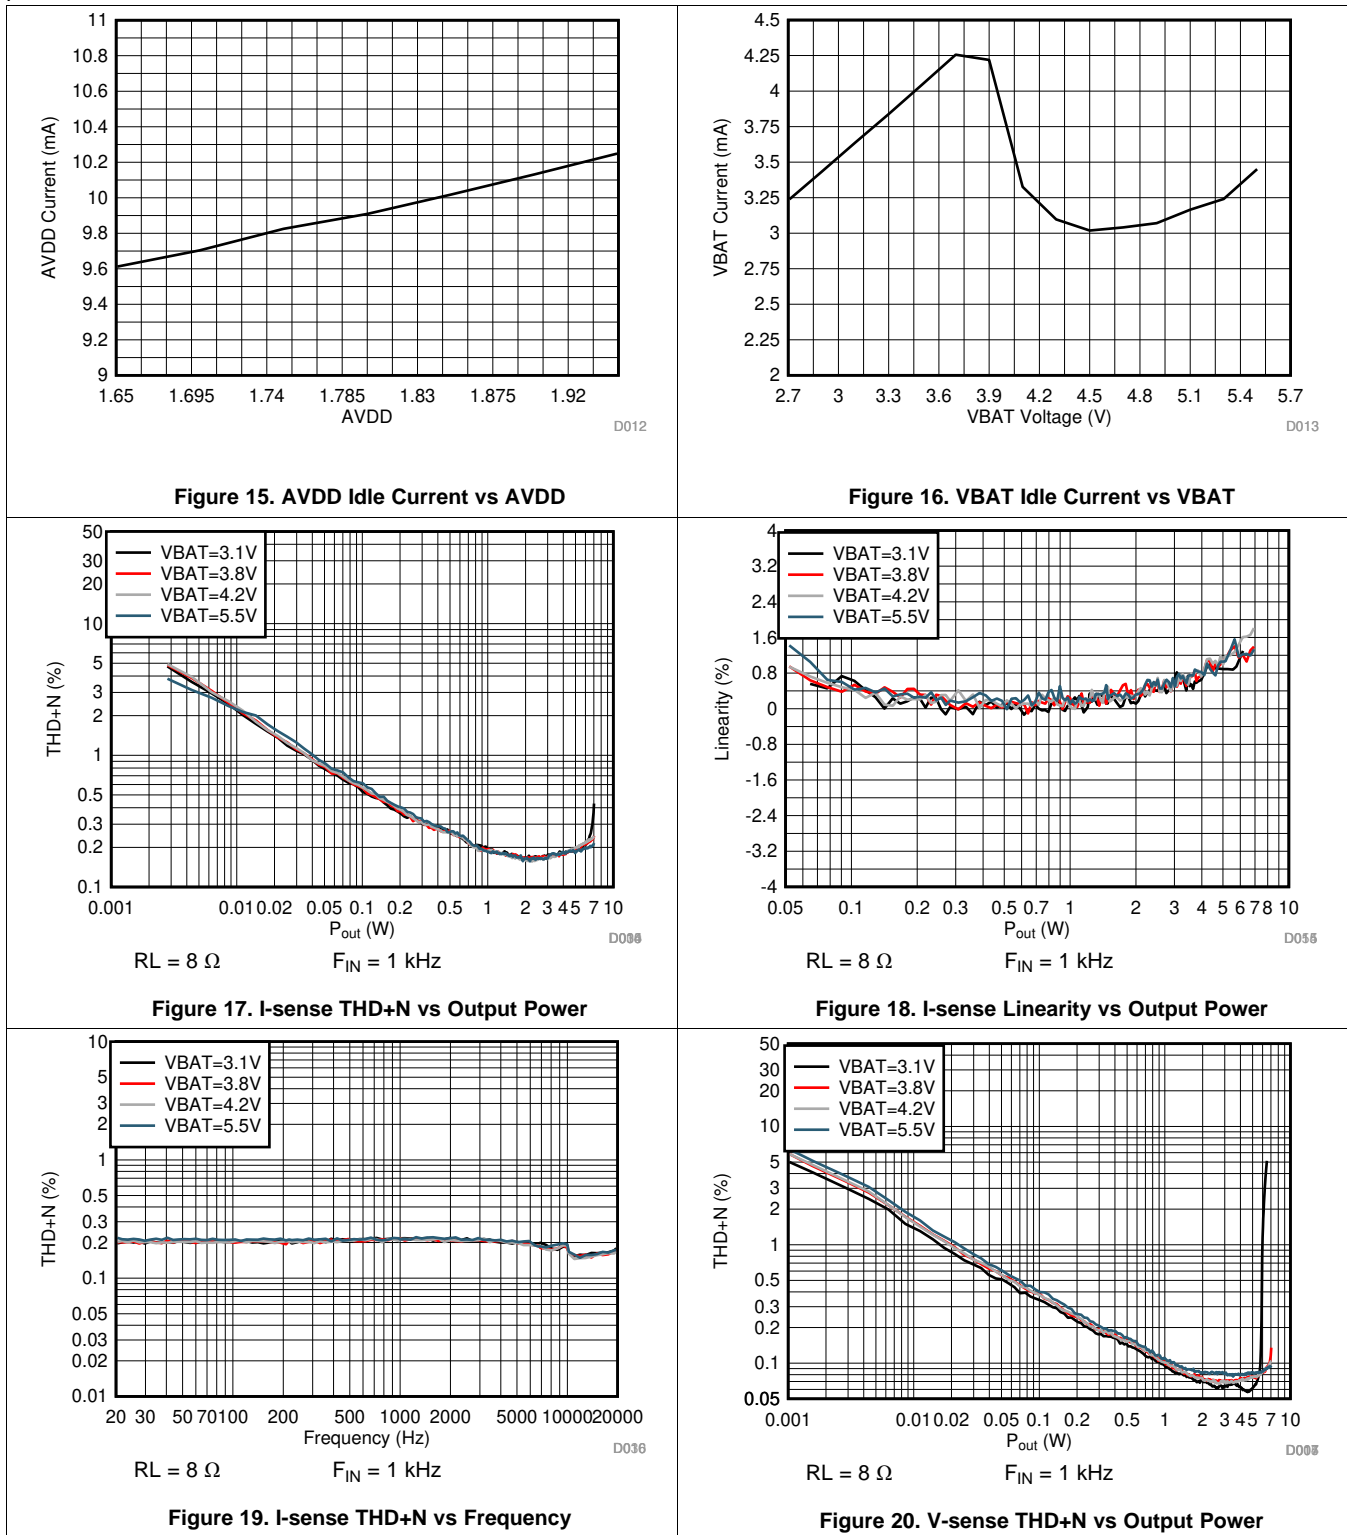 11
10.8
10.6
10.4
10.2
10
9.8
9.6
9.4
9.2
9
AVDD Current (mA)
1.65 1.695 1.74 1.785 1.83 1.875 1.92
AVDD
D012
Figure 15. AVDD Idle Current vs AVDD
4.5
4.25
4
3.75
3.5
3.25
3
2.75
2.5
2.25
2
VBAT Current (mA)
2.7 3 3.3 3.6 3.9 4.2 4.5 4.8 5.1 5.4 5.7
VBAT Voltage (V)
D013
Figure 16. VBAT Idle Current vs VBAT
50
30
20
10
5
3
2
1
0.5
0.3
0.2
0.1
THD+N (%)
VBAT=3.1V
VBAT=3.8V
VBAT=4.2V
VBAT=5.5V
0.001 0.01 0.02 0.05 0.1 0.2 0.5 1 2 3 4 5 7 10
Pout (W)
RL = 8 Ω FIN = 1 kHz
Figure 17. I-sense THD+N vs Output Power
4
3.2
2.4
1.6
0.8
0
-0.8
-1.6
-2.4
-3.2
-4
Linearity (%)
VBAT=3.1V
VBAT=3.8V
VBAT=4.2V
VBAT=5.5V
0.05 0.1 0.2 0.3 0.5 0.7 1 2 3 4 5 6 7 8 10
Pout (W)
RL = 8 Ω FIN = 1 kHz
Figure 18. I-sense Linearity vs Output Power
10
5
3
2
1
0.5
0.3
0.2
0.1
0.05
0.03
0.02
0.01
THD+N (%)
VBAT=3.1V
VBAT=3.8V
VBAT=4.2V
VBAT=5.5V
20 30 50 70 100 200 500 1000 2000 5000 10000 20000
Frequency (Hz)
RL = 8 Ω FIN = 1 kHz
Figure 19. I-sense THD+N vs Frequency
50
30
20
10
5
3
2
1
0.5
0.3
0.2
0.1
0.05
THD+N (%)
VBAT=3.1V
VBAT=3.8V
VBAT=4.2V
VBAT=5.5V
0.001 0.01 0.02 0.05 0.1 0.2 0.5 1 2 3 4 5 7 10
Pout (W)
RL = 8 Ω FIN = 1 kHz
Figure 20. V-sense THD+N vs Output Power